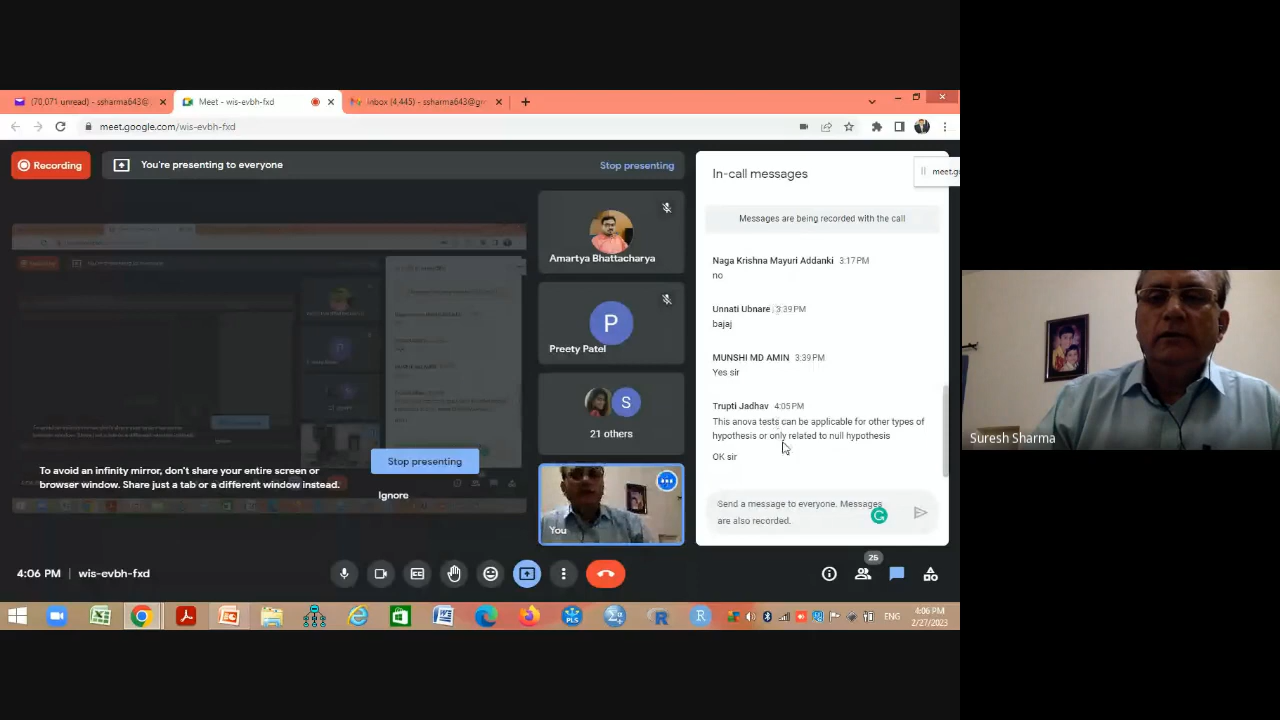 (70,071 unread) - ssharma643@
Meet - wis-evbh-fxd
Inbox (4,445) - ssharma643@gm
meet.google.com/wis-evbh-fxd
Recording
You're presenting to everyone
Stop presenting
In-call messages
meet.g
Messages are being recorded with the call
Amartya Bhattacharya
Naga Krishna Mayuri Addanki 3:17 PM
no
Unnati Ubnare 3:39 PM
bajaj
P
Preety Patel
MUNSHI MD AMIN 3:39 PM
Yes sir
S
21 others
Trupti Jadhav 4:05 PM
This anova tests can be applicable for other types of
hypothesis or only related to null hypothesis
OK sir
To avoid an infinity mirror, don't share your entire screen or
browser window. Share just a tab or a different window instead.
Stop presenting
Ignore
You
Send a message to everyone. Messages
are also recorded.
4:06 PM | wis-evbh-fxd
25
ENG
4:06 PM
2/27/2023
Suresh Sharma